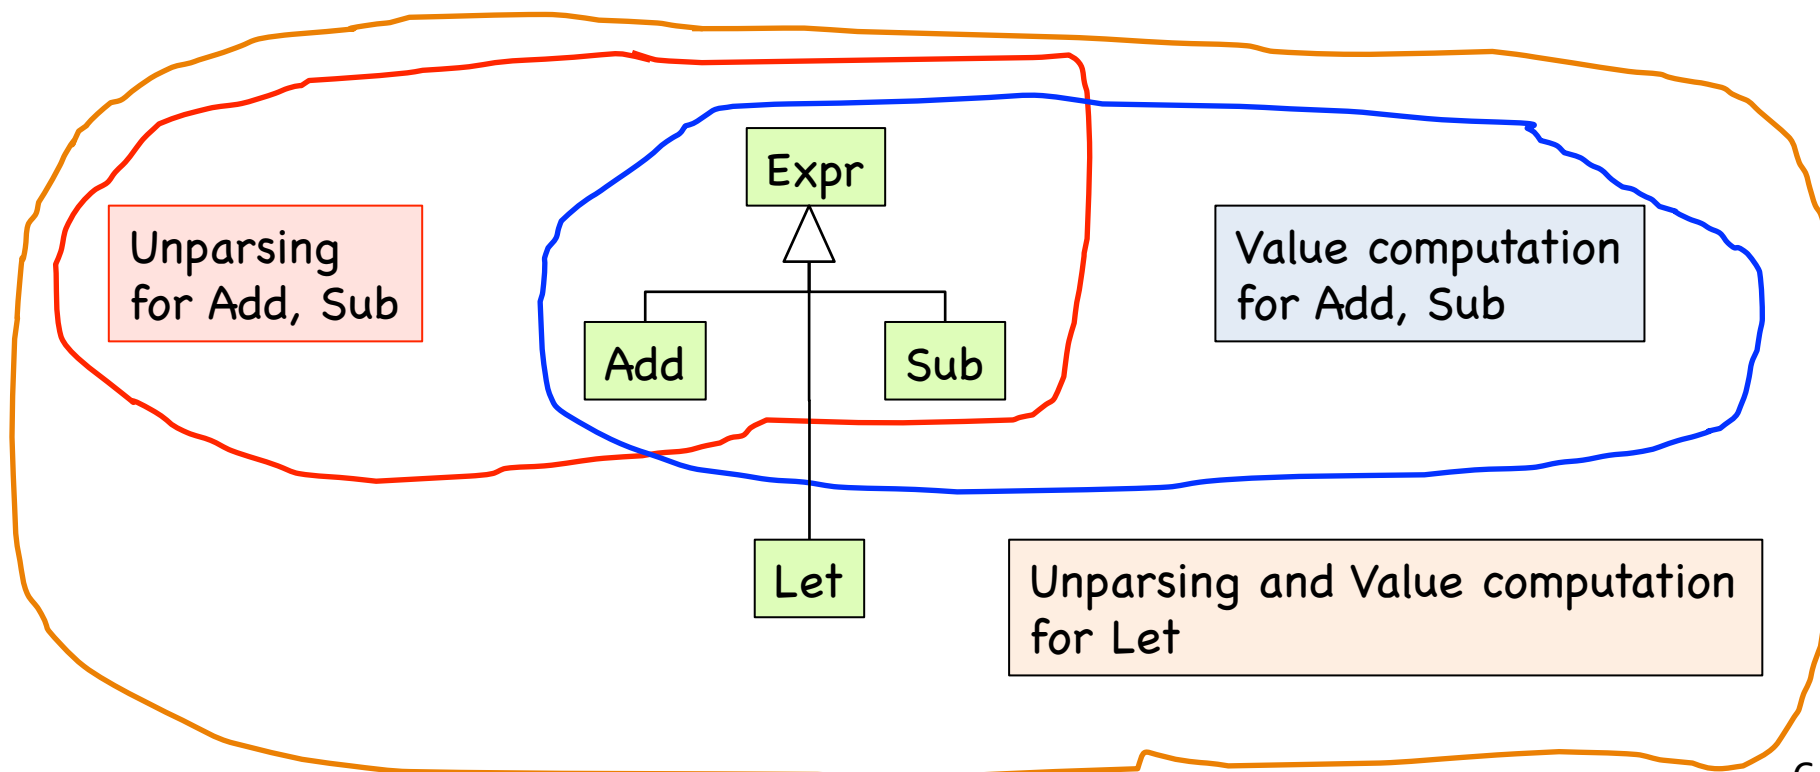 Expr
Unparsing
for Add, Sub
Value computation
for Add, Sub
Add
Sub
Let
Unparsing and Value computation
for Let